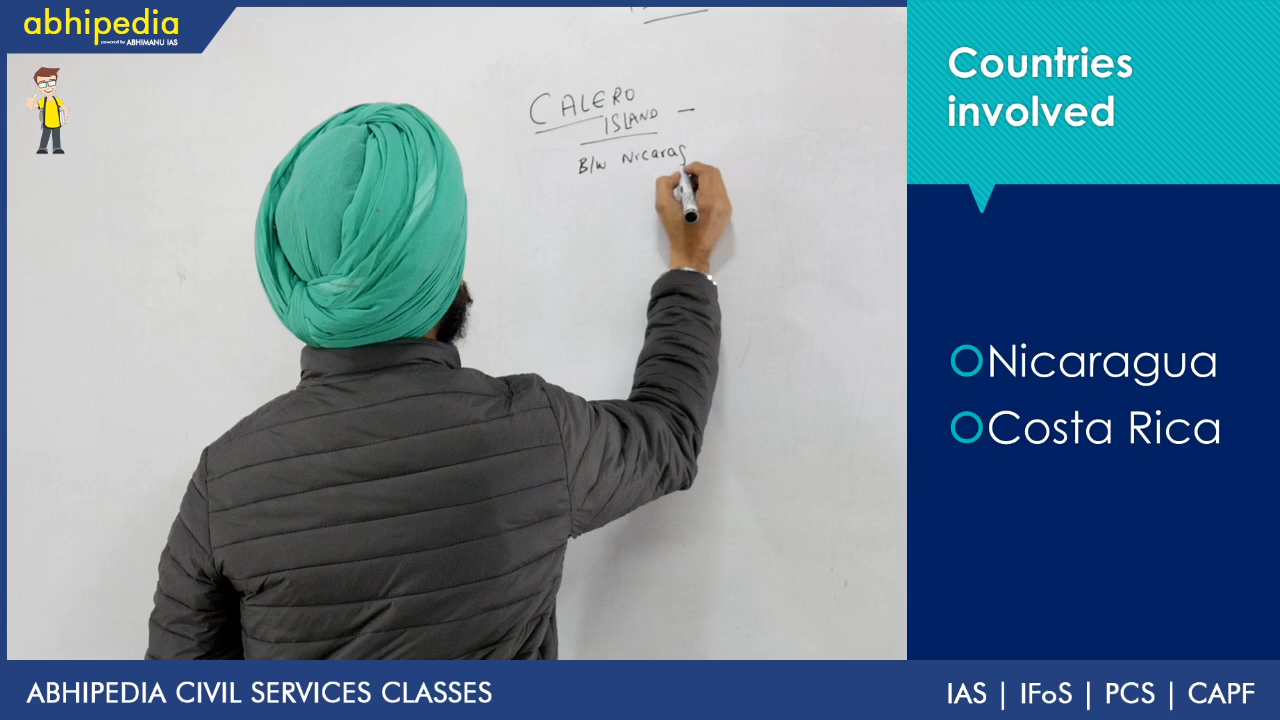 abhipedia
powered by ABHIMANU IAS
CALERO
ISLAND –
B/w Nicarag
Countries
involved
Nicaragua
Costa Rica
ABHIPEDIA CIVIL SERVICES CLASSES
IAS | IFoS | PCS | CAPF